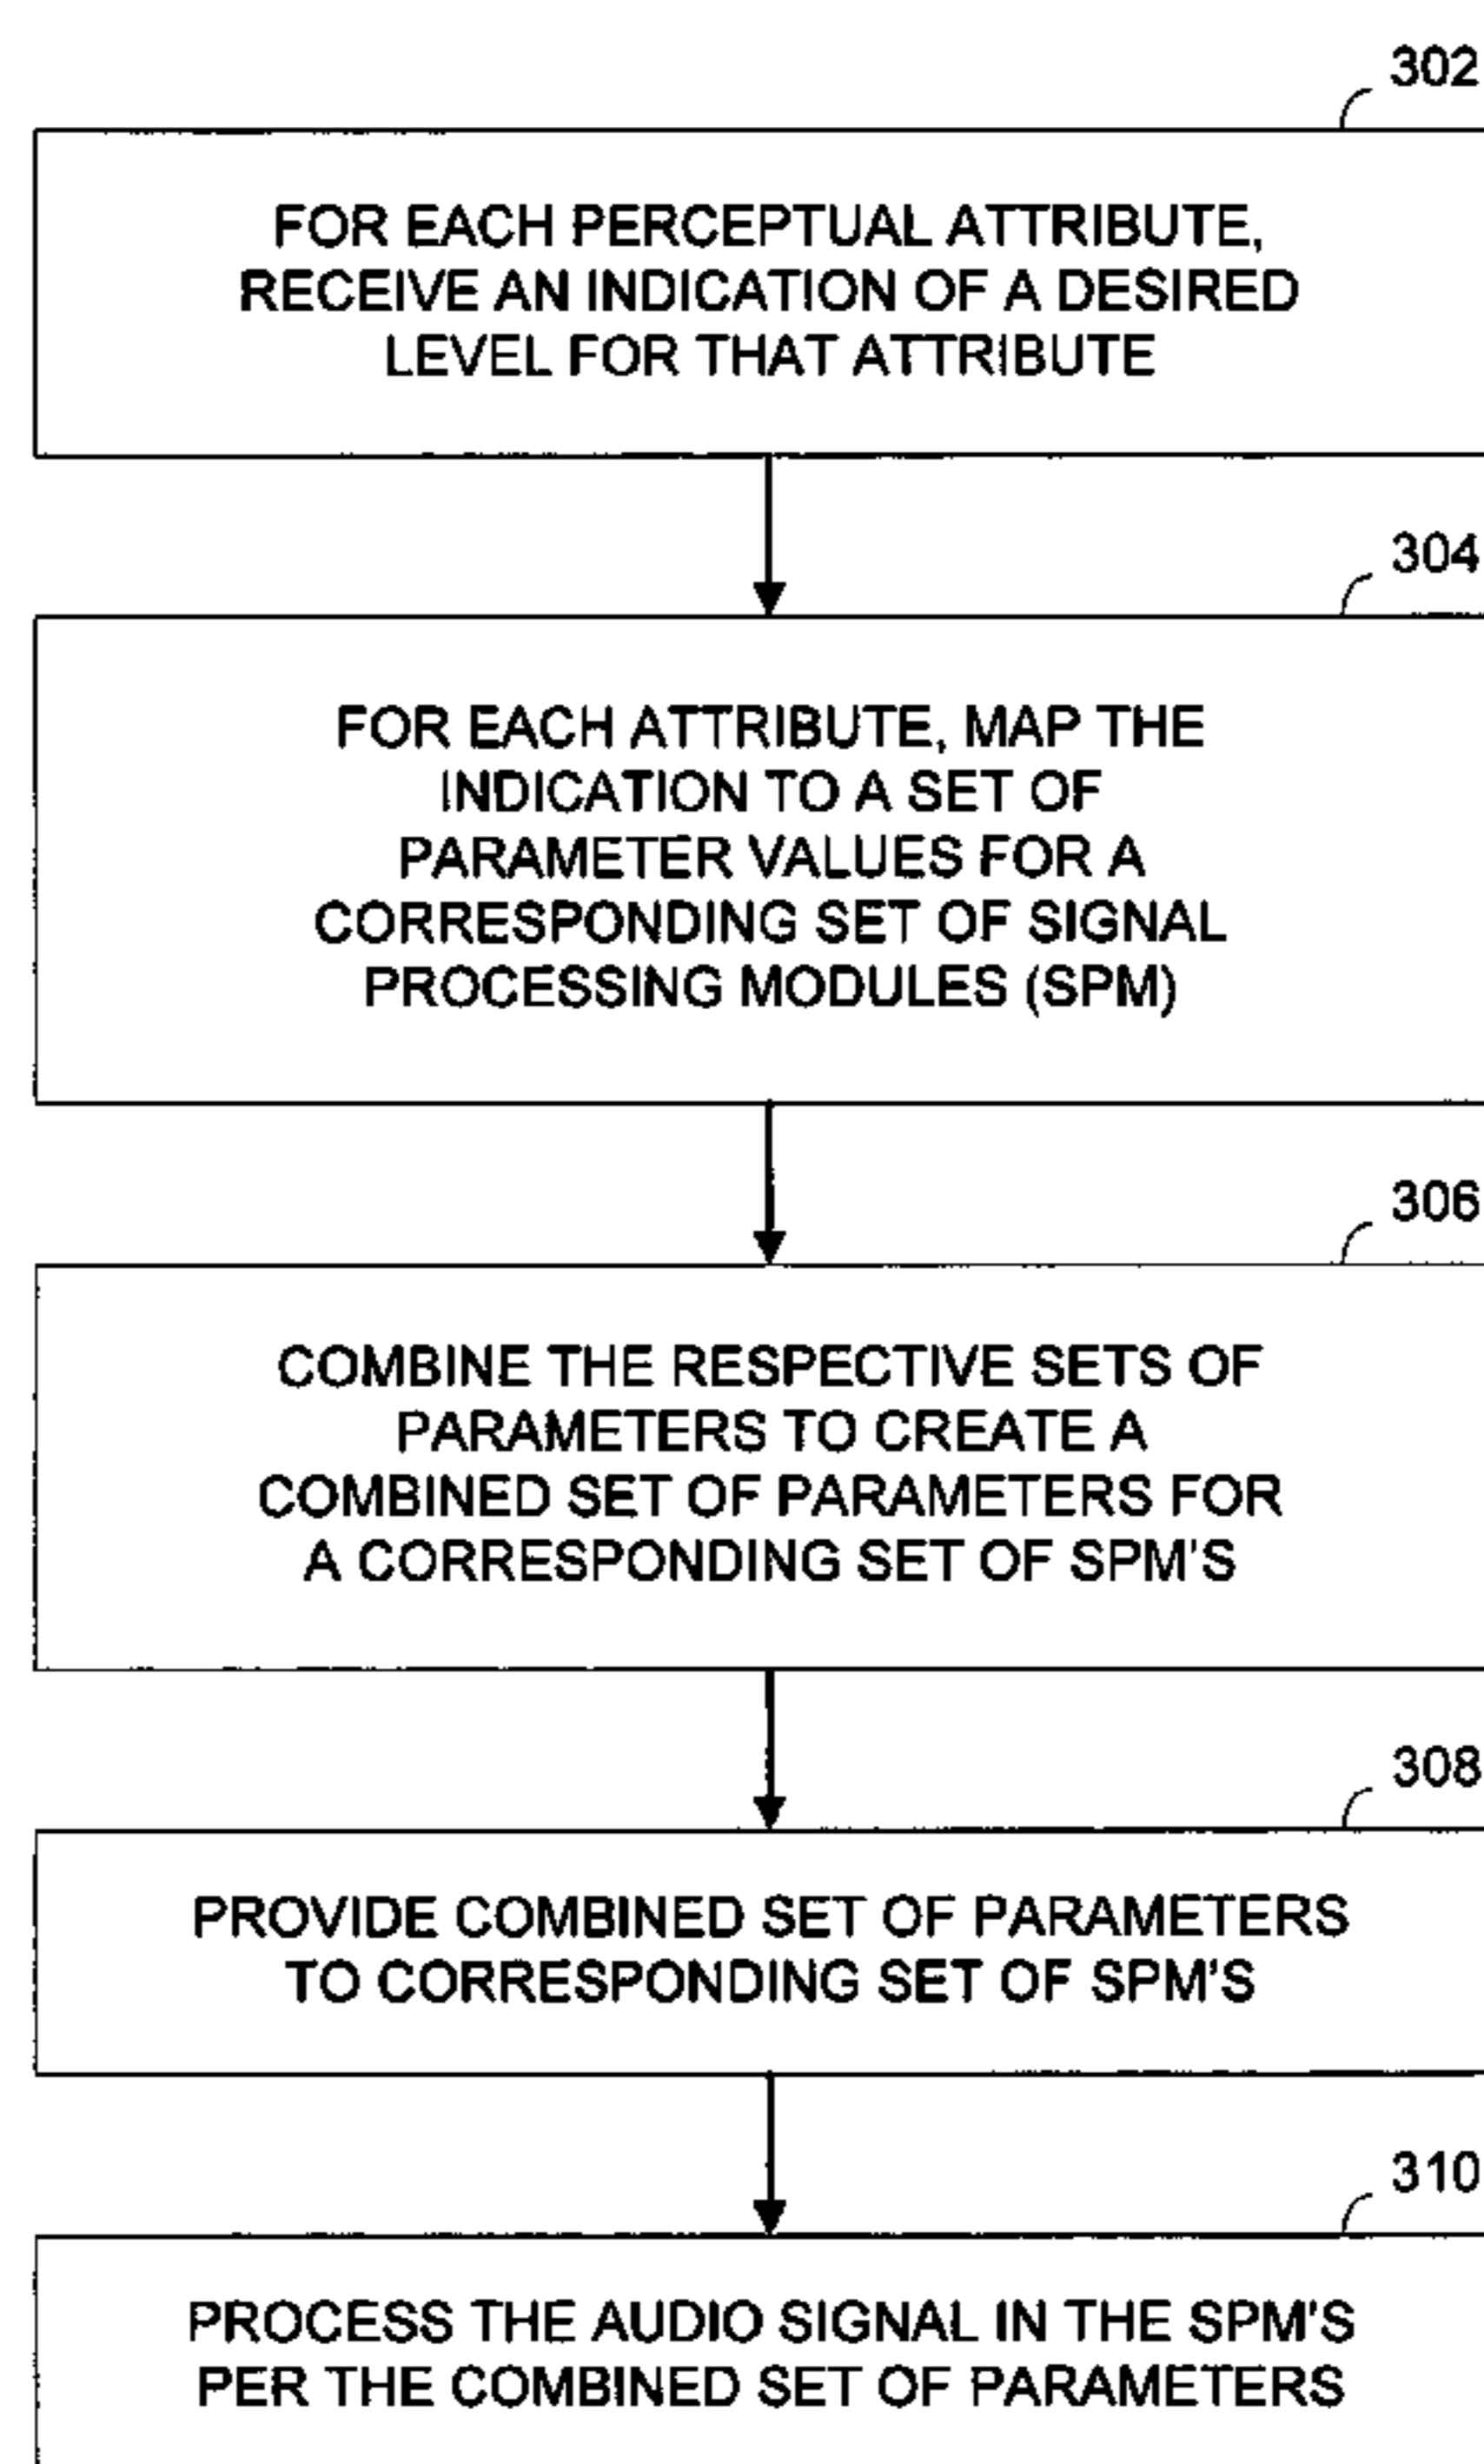 302
FOR EACH PERCEPTUAL ATTRIBUTE,
RECEIVE AN INDICATION OF A DESIRED
LEVEL FOR THAT ATTRIBUTE
304
FOR EACH ATTRIBUTE, MAP THE
INDICATION TO A SET OF
PARAMETER VALUES FOR A
CORRESPONDING SET OF SIGNAL
PROCESSING MODULES (SPM)
306
COMBINE THE RESPECTIVE SETS OF
PARAMETERS TO CREATE A
COMBINED SET OF PARAMETERS FOR
A CORRESPONDING SET OF SPM'S
308
PROVIDE COMBINED SET OF PARAMETERS
TO CORRESPONDING SET OF SPM'S
310
PROCESS THE AUDIO SIGNAL IN THE SPM'S
PER THE COMBINED SET OF PARAMETERS